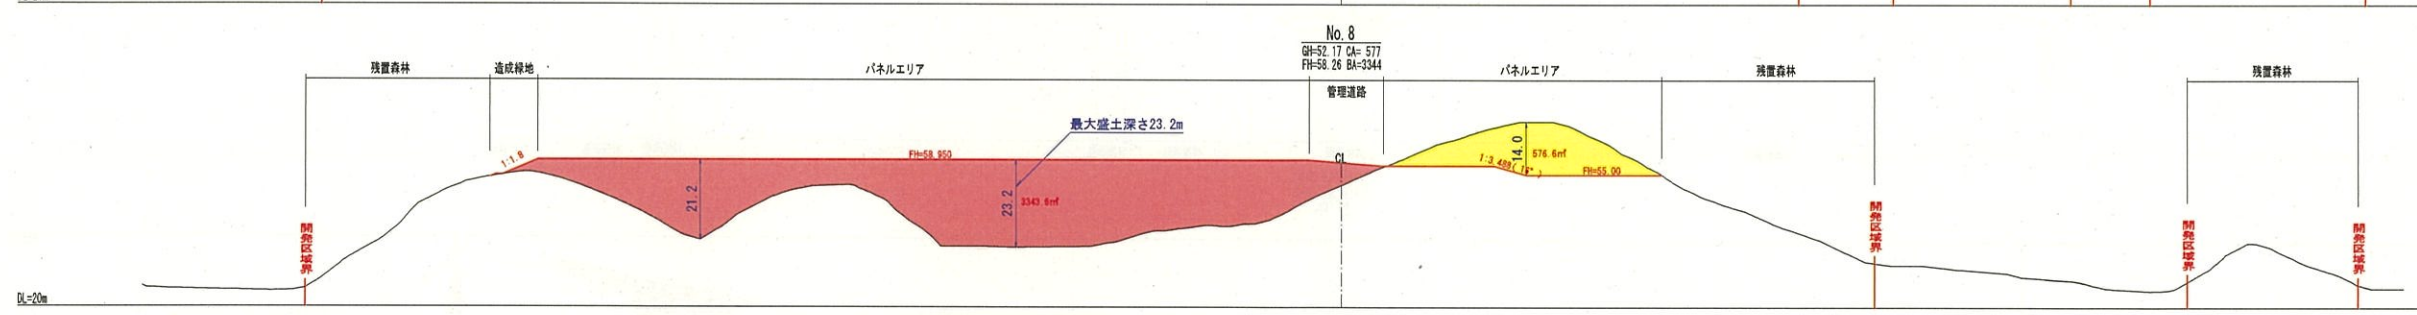 No. 8
GH=52.17 CA= 577
FH=58.26 BA=3344
残置森林
造成緑地
パネルエリア
パネルエリア
残置森林
残置森林
管理道路
最大盛土深さ23.2m
1:1.8
FH=58.950
CL
14.0
576.6㎡
1:3.488( 16° )
FH=55.00
21.2
23.2
3343.6㎡
開発区域界
開発区域界
開発区域界
開発区域界
DL=20m